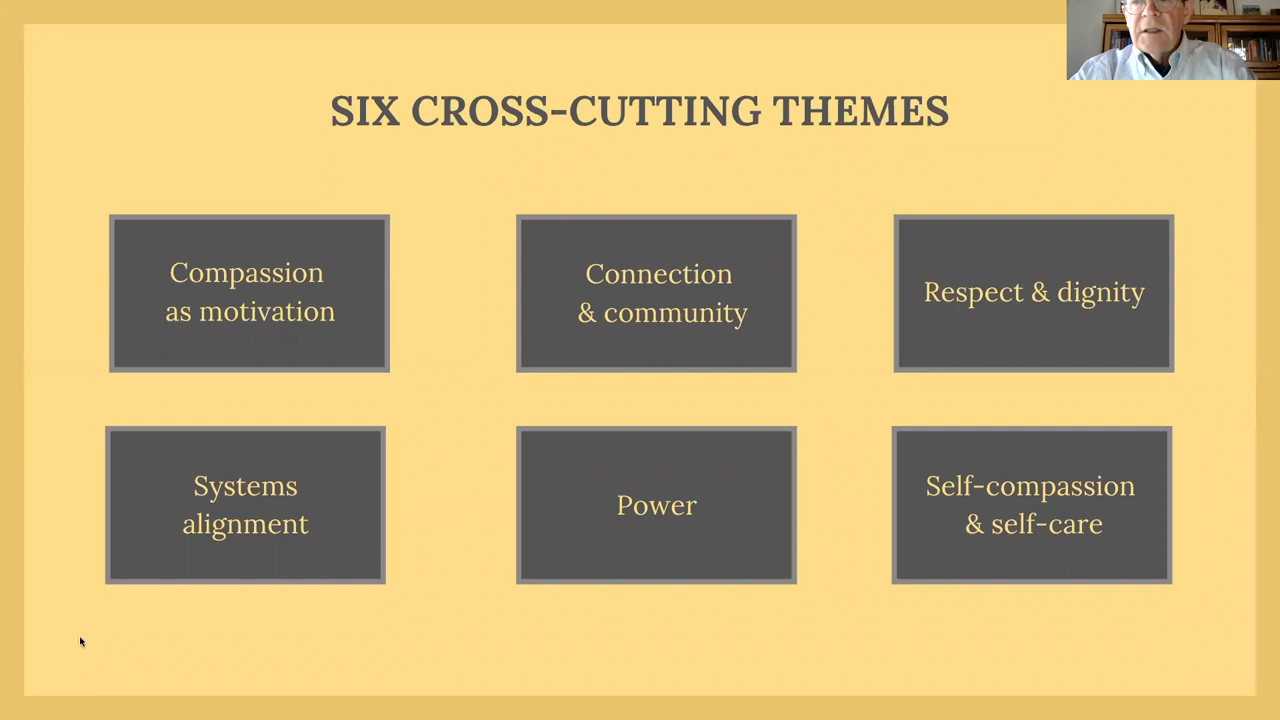 SIX CROSS-CUTTING THEMES
Compassion
as motivation
Connection
& community
Respect & dignity
Systems
alignment
Power
Self-compassion
& self-care